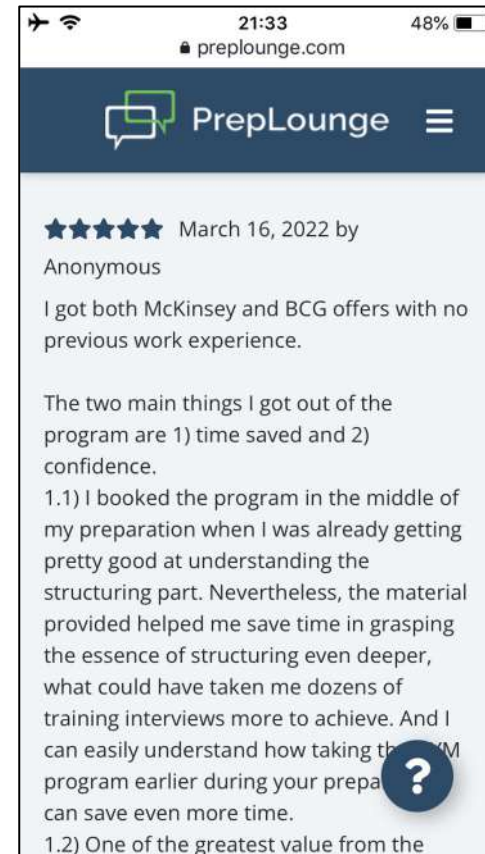 21:33
48%
preplounge.com
PrepLounge
March 16, 2022 by
Anonymous
I got both McKinsey and BCG offers with no
previous work experience.
The two main things I got out of the
program are 1) time saved and 2)
confidence.
1.1) I booked the program in the middle of
my preparation when I was already getting
pretty good at understanding the
structuring part. Nevertheless, the material
provided helped me save time in grasping
the essence of structuring even deeper,
what could have taken me dozens of
training interviews more to achieve. And I
can easily understand how taking
program earlier during your
?
can save even more time.
1.2) One of the greatest value from the